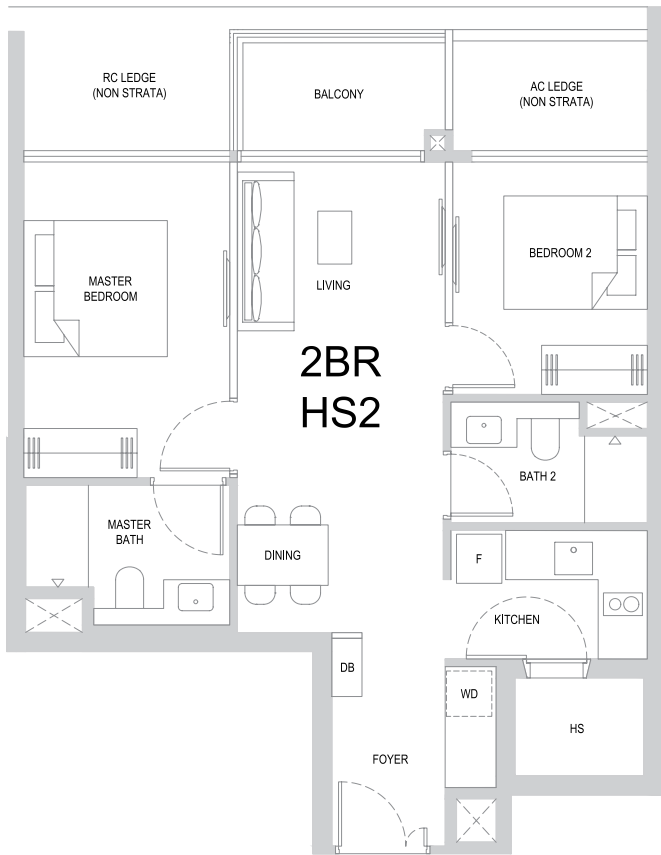 RC LEDGE
(NON STRATA)
BALCONY
AC LEDGE
(NON STRATA)
MASTER
BEDROOM
LIVING
BEDROOM 2
2BR
HS2
BATH 2
MASTER
BATH
DINING
F
KITCHEN
DB
WD
HS
FOYER